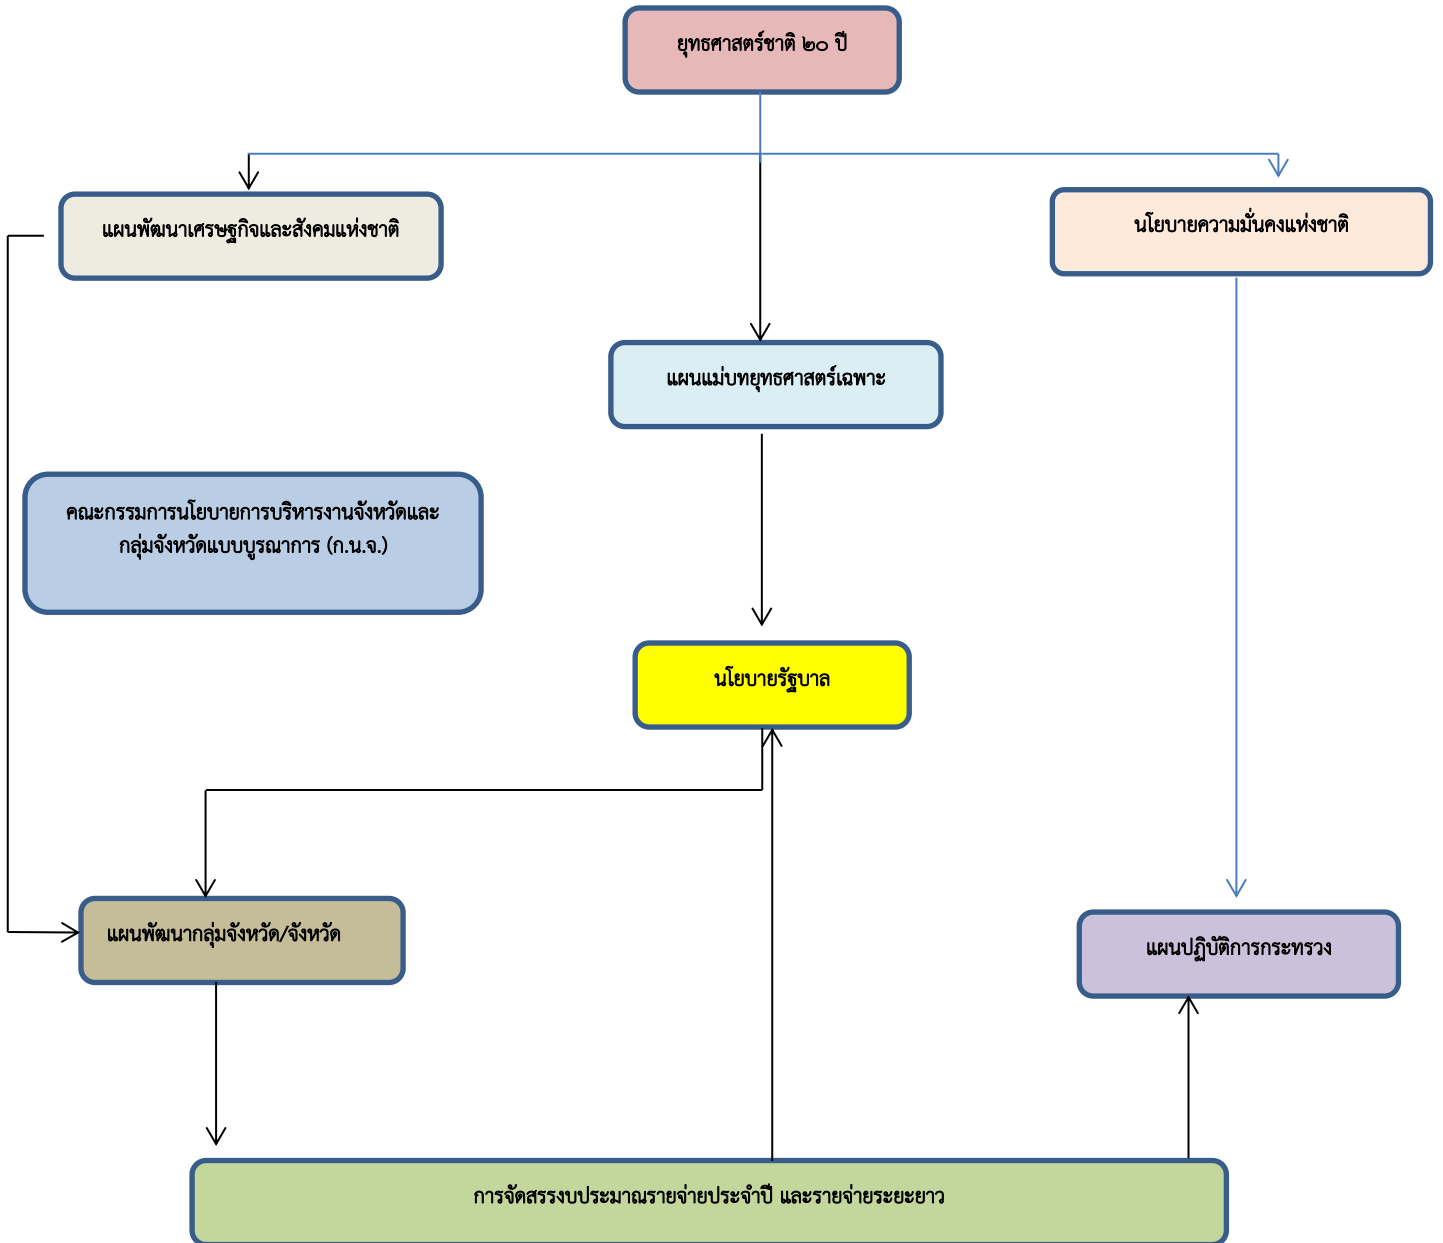 ยุทธศาสตร์ชาติ ๒๐ ปี
แผนพัฒนาเศรษฐกิจและสังคมแห่งชาติ
นโยบายความมั่นคงแห่งชาติ
แผนแม่บทยุทธศาสตร์เฉพาะ
คณะกรรมการนโยบายการบริหารงานจังหวัดและ
กลุ่มจังหวัดแบบบูรณาการ (ก.น.จ.)
นโยบายรัฐบาล
แผนพัฒนากลุ่มจังหวัด/จังหวัด
แผนปฏิบัติการกระทรวง
การจัดสรรงบประมาณรายจ่ายประจำปี และรายจ่ายระยะยาว